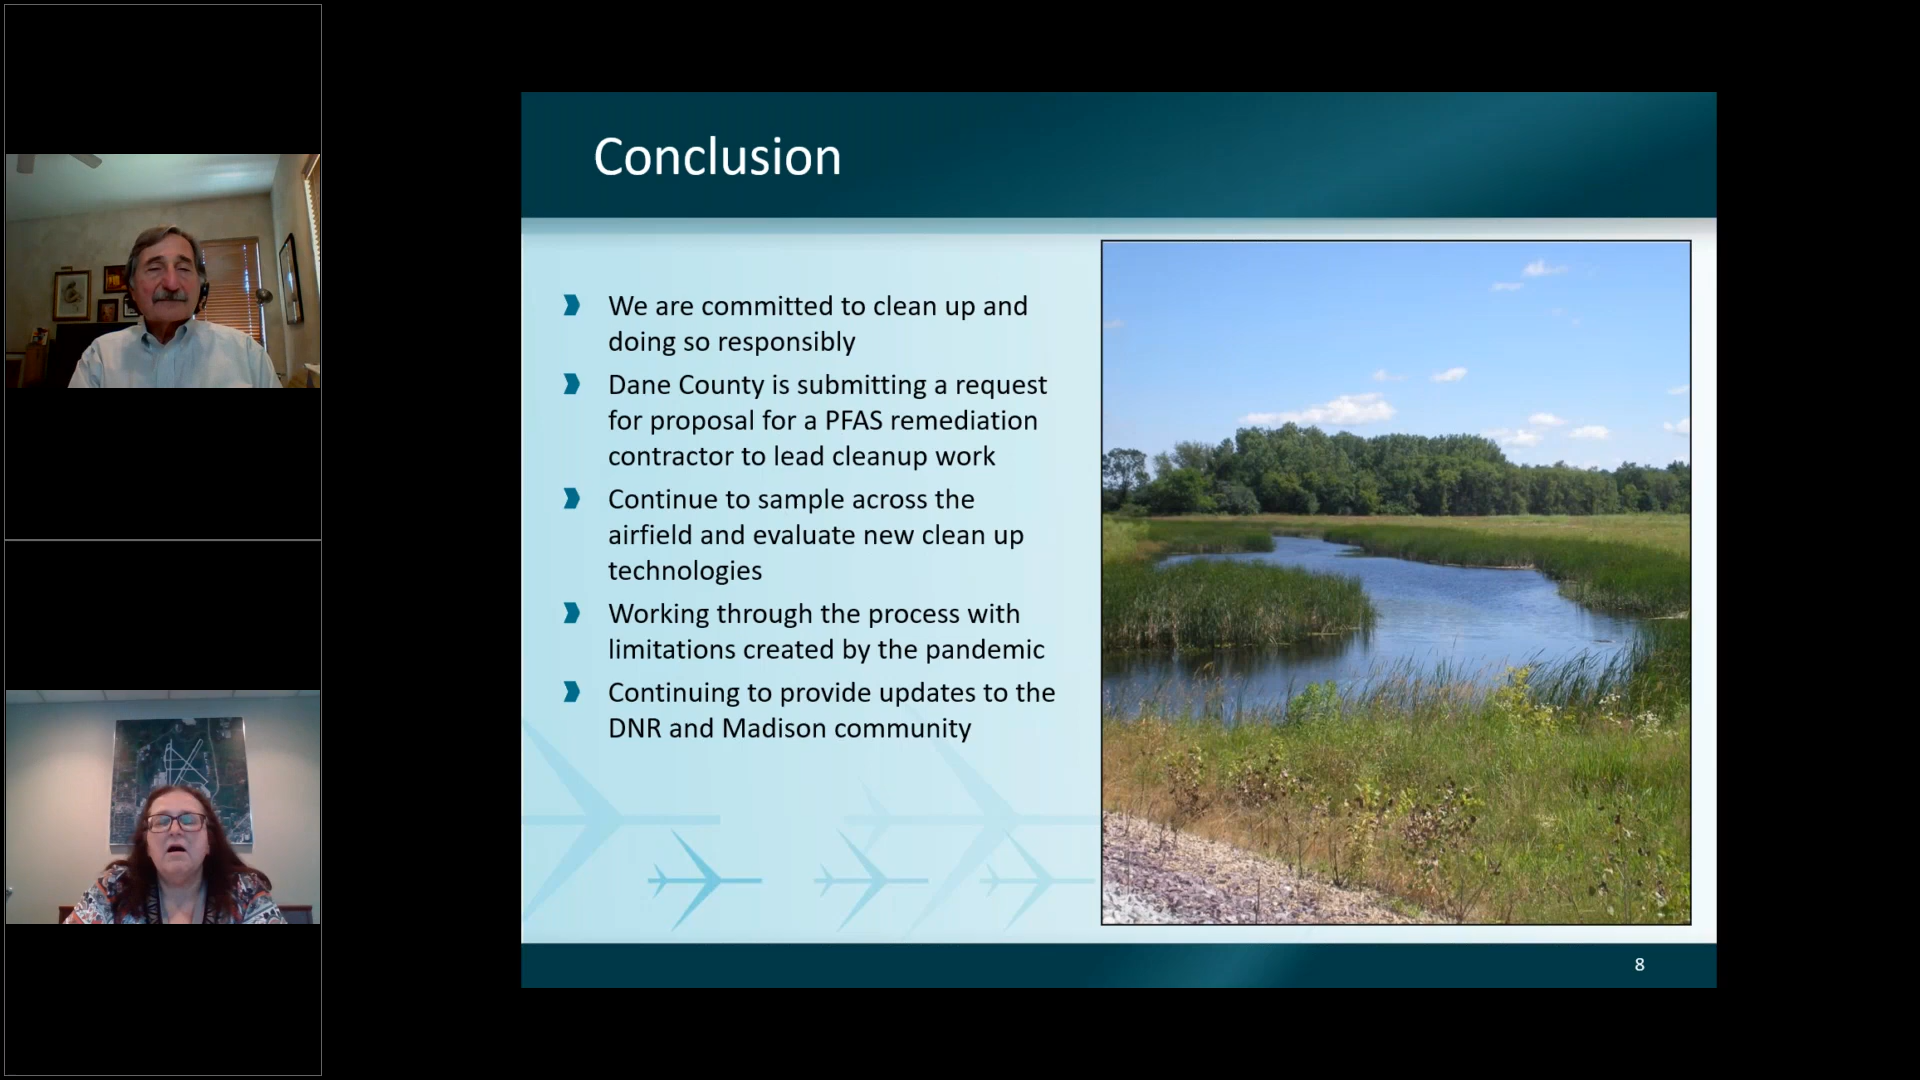 Conclusion
We are committed to clean up and
doing so responsibly
Dane County is submitting a request
for proposal for a PFAS remediation
contractor to lead cleanup work
Continue to sample across the
airfield and evaluate new clean up
technologies
Working through the process with
limitations created by the pandemic
Continuing to provide updates to the
DNR and Madison community
8